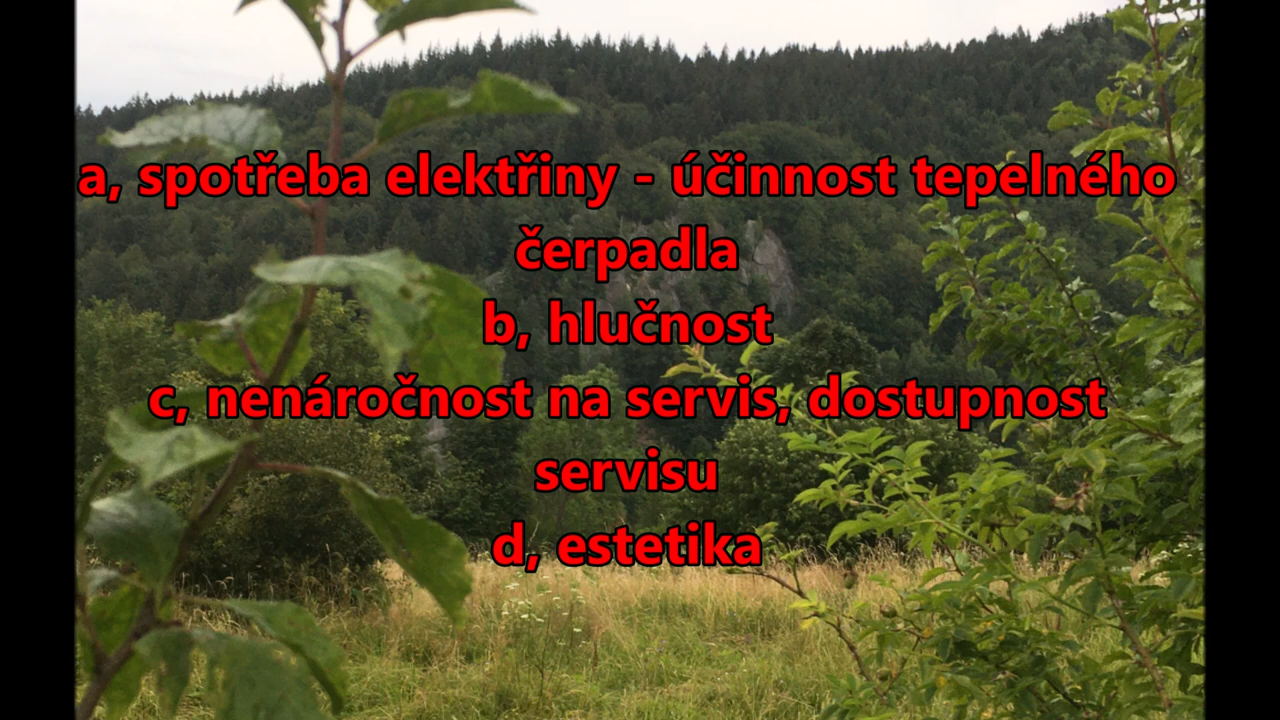 a, spotřeba elektřiny - účinnost tepelného
čerpadla
b, hlučnost
c, nenáročnost na servis, dostupnost
servisu
d, estetika